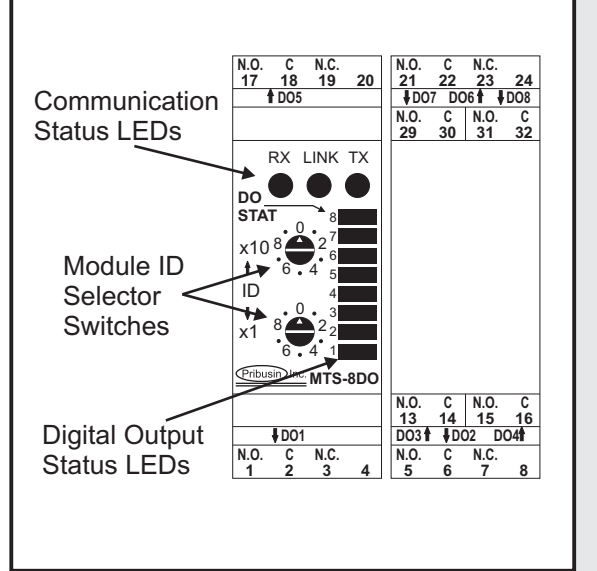 N.O. C N.C.
17 18 19 20
DO5
N.O. C N.C.
21 22 23 24
DO7 DO6 DO8
N.O. C N.O. C
29 30 31 32
Communication
Status LEDs
RX LINK TX
DO
STAT
8
7
6
5
4
3
2
1
x10
0
8 2
6 4
ID
x1
0
8 2
6 4
Module ID
Selector
Switches
Pribusin Inc.
MTS-8DO
Digital Output
Status LEDs
DO1
N.O. C N.C.
1 2 3 4
N.O. C N.O. C
13 14 15 16
DO3 DO2 DO4
N.O. C N.C.
5 6 7 8